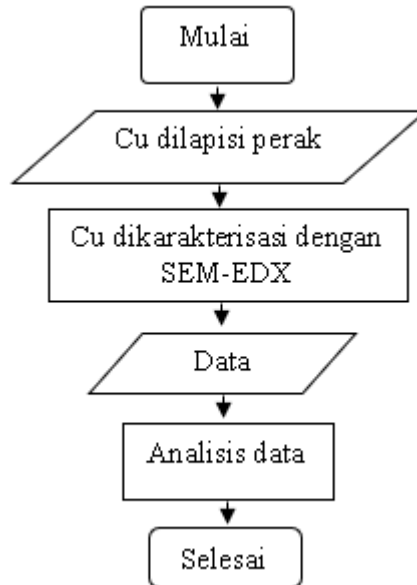 Mulai
Cu dilapisi perak
Cu dikarakterisasi dengan
SEM-EDX
Data
Analisis data
Selesai